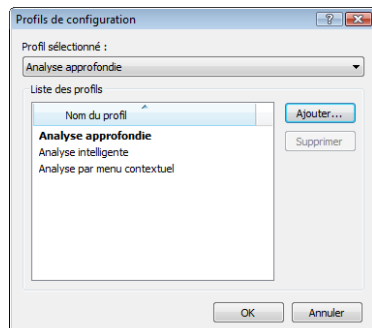 Profils de configuration
Profil sélectionné :
Analyse approfondie
Liste des profils
Nom du profil
Ajouter...
Analyse approfondie
Supprimer
Analyse intelligente
Analyse par menu contextuel
OK
Annuler